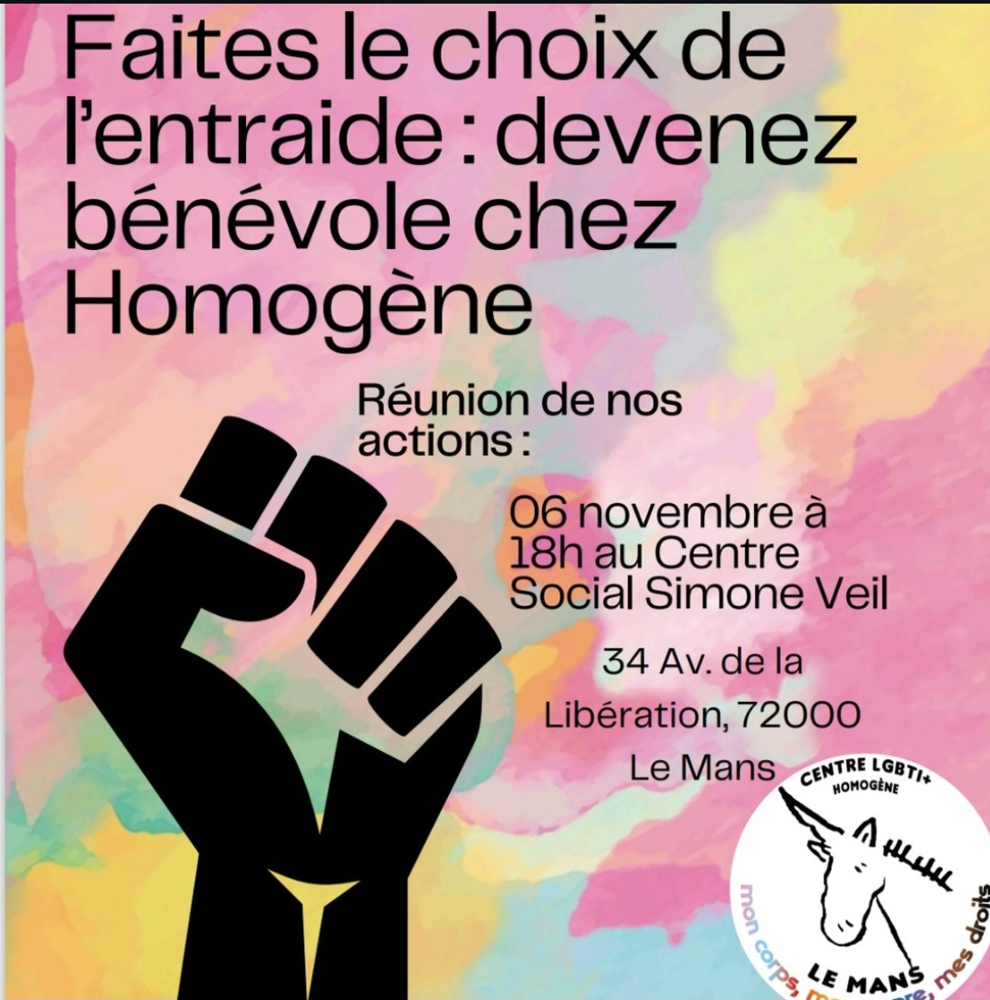 Faites le choix de
l'entraide : devenez
bénévole chez
Homogène
Réunion de nos
actions :
06 novembre à
18h au Centre
Social Simone Veil
34 Av. de la
Libération, 72000
Le Mans
CENTRE LGBTI+
HOMOGÈNE
LE MANS
mon corps, mes droits